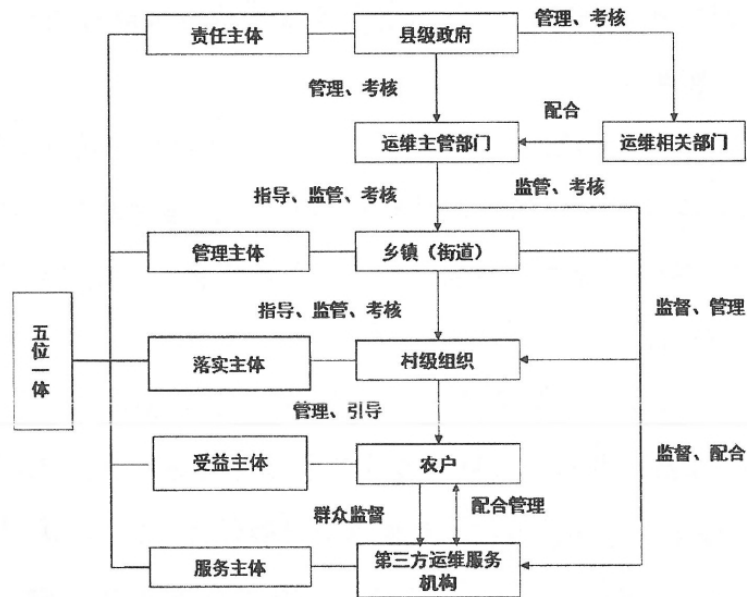 责任主体
县级政府
管理、考核
管理、考核
配合
运维主管部门
运维相关部门
指导、监管、考核
监管、考核
管理主体
乡镇（街道）
指导、监管、考核
监督、管理
五位一体
落实主体
村级组织
管理、引导
受益主体
农户
监督、配合
群众监督
配合管理
服务主体
第三方运维服务
机构